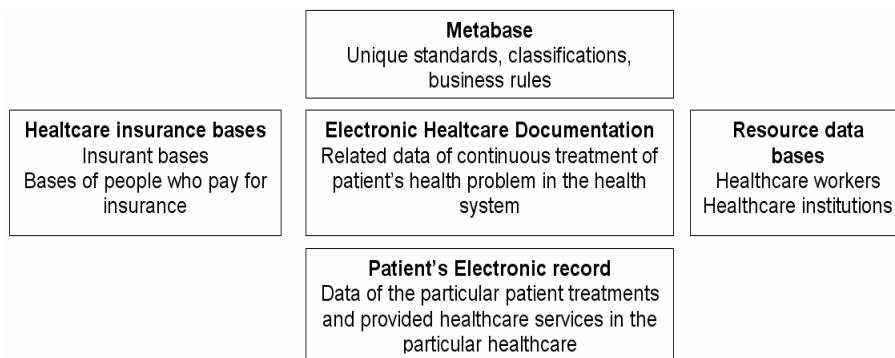 Metabase
Unique standards, classifications,
business rules
Healtcare insurance bases
Insurant bases
Bases of people who pay for
insurance
Electronic Healtcare Documentation
Related data of continuous treatment of
patient's health problem in the health
system
Resource data
bases
Healthcare workers
Healthcare institutions
Patient's Electronic record
Data of the particular patient treatments
and provided healthcare services in the
particular healthcare